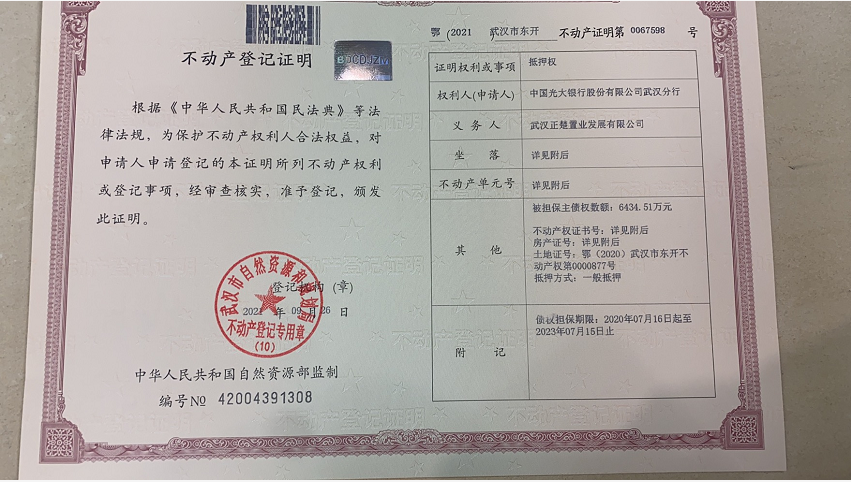 不动产登记证明
根据《中华人民共和国民法典》等法
律法规,为保护不动产权利人合法权益,对
申请人申请登记的本证明所列不动产权利
或登记事项,经审查核实,准予登记,颁发
此证明。
武汉市自然资源和规划局
登记机构(章)
2021 年 09 月 26 日
不动产登记专用章
(10)
中华人民共和国自然资源部监制
编号№ 42004391308
鄂 (2021 )武汉市东开 不动产证明第 0067598 号
证明权利或事项 抵押权
权利人(申请人) 中国光大银行股份有限公司武汉分行
义务人 武汉正楚置业发展有限公司
坐落 详见附后
不动产单元号 详见附后
其他
被担保主债权数额:6434.51万元
不动产权证书号:详见附后
房产证号:详见附后
土地证号:鄂(2020)武汉市东开不
动产权第0000877号
抵押方式:一般抵押
附记
债权担保期限:2020年07月16日起至
2023年07月15日止